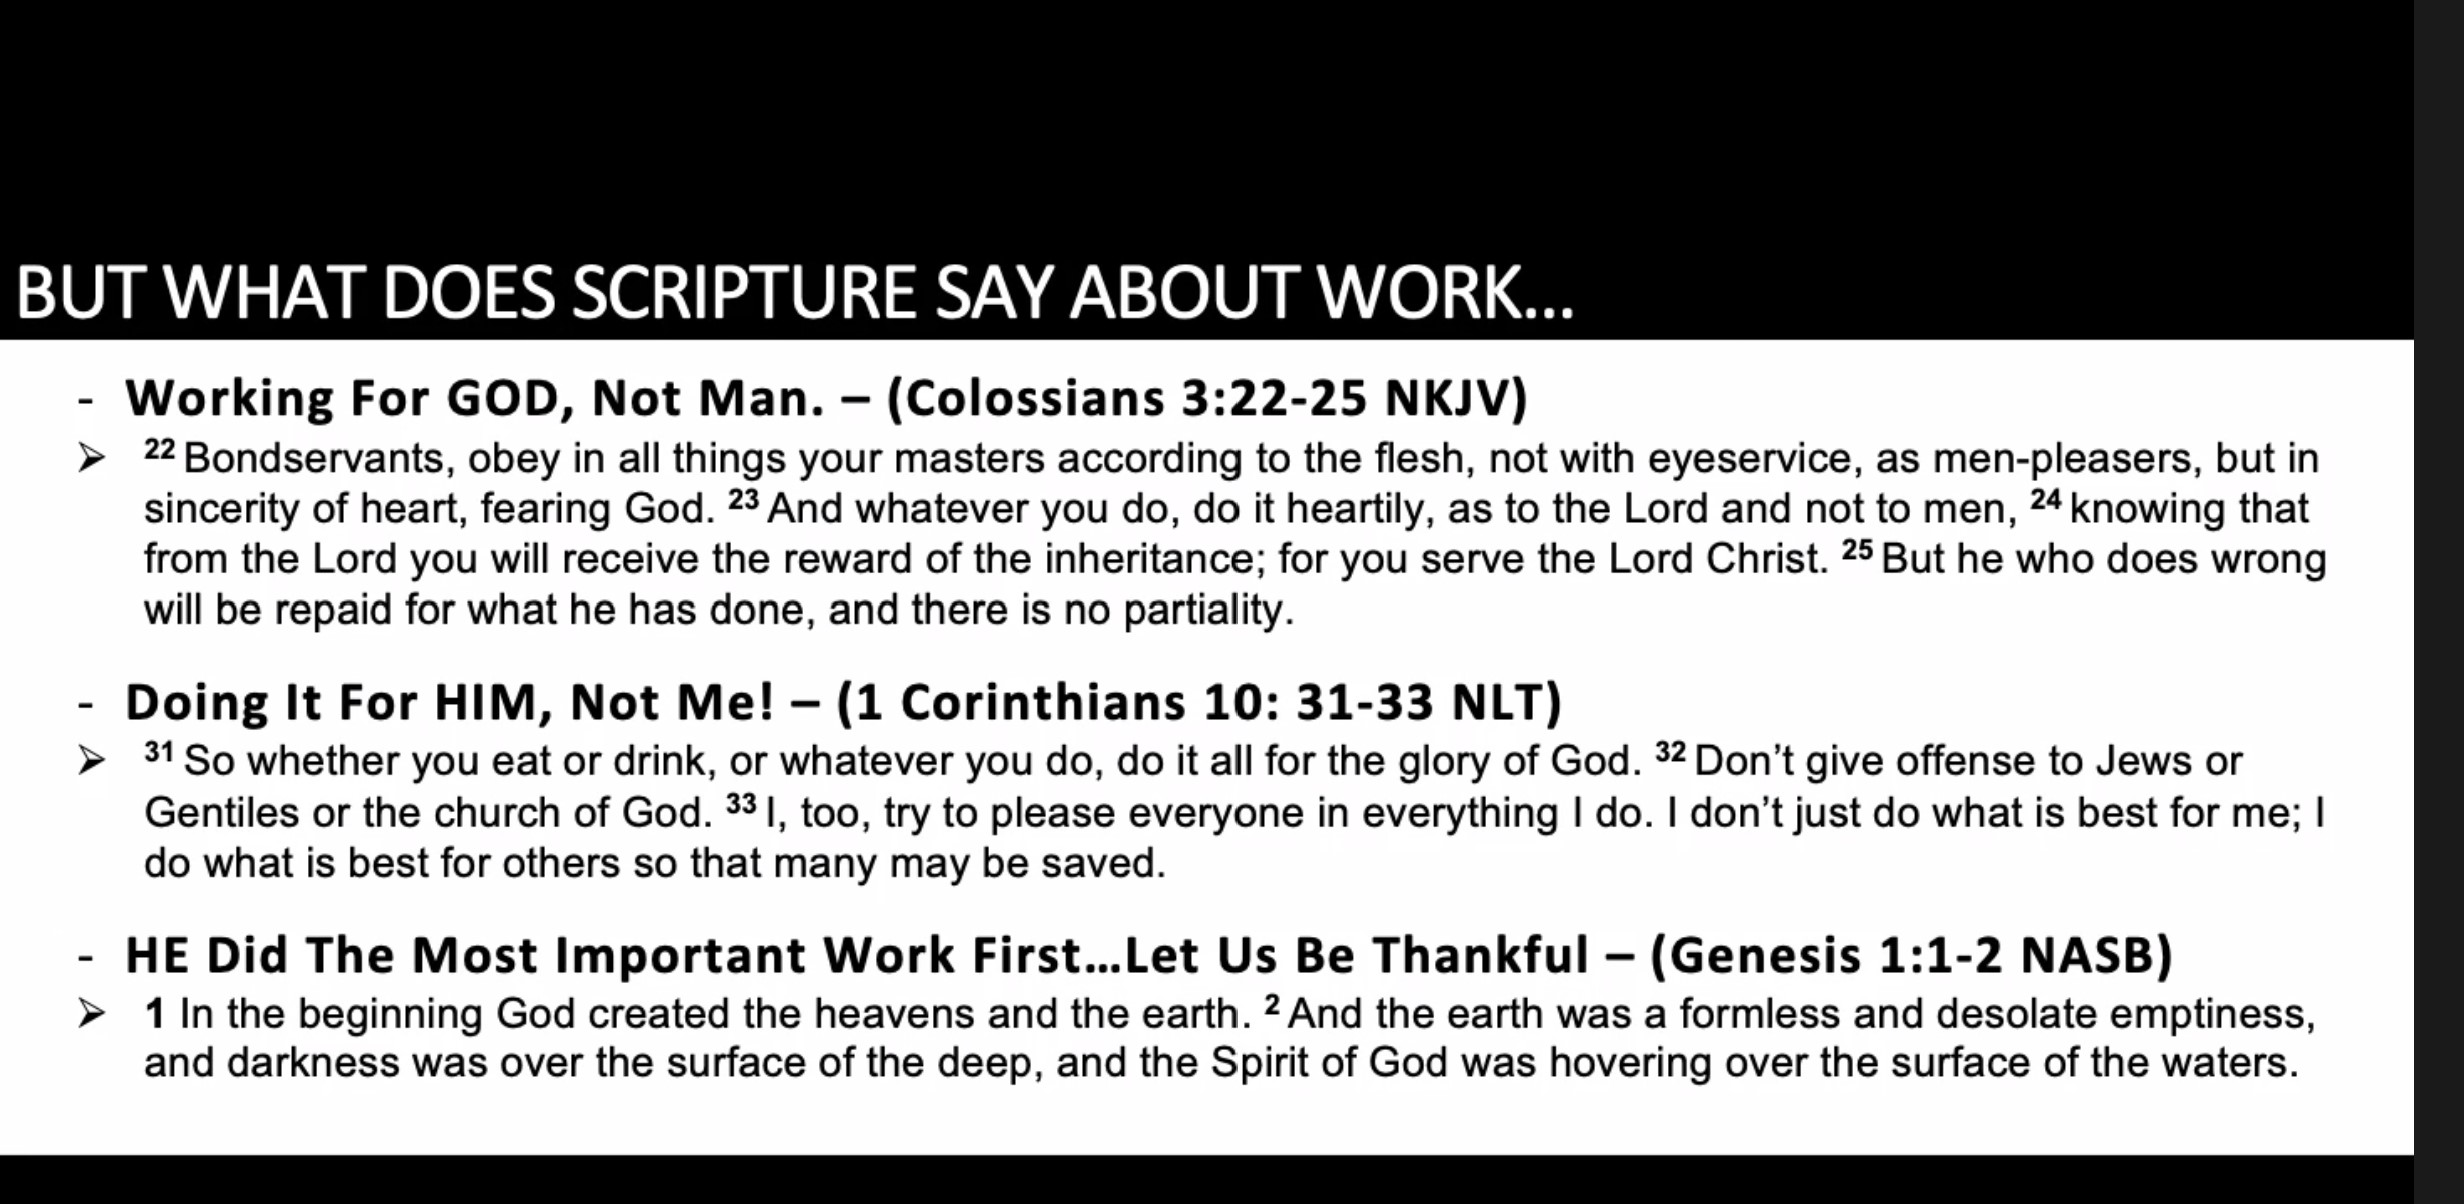 BUT WHAT DOES SCRIPTURE SAY ABOUT WORK...
- Working For GOD, Not Man. – (Colossians 3:22-25 NKJV)
➢ 22 Bondservants, obey in all things your masters according to the flesh, not with eyeservice, as men-pleasers, but in
sincerity of heart, fearing God. 23 And whatever you do, do it heartily, as to the Lord and not to men, 24 knowing that
from the Lord you will receive the reward of the inheritance; for you serve the Lord Christ. 25 But he who does wrong
will be repaid for what he has done, and there is no partiality.
- Doing It For HIM, Not Me! – (1 Corinthians 10: 31-33 NLT)
➢ 31 So whether you eat or drink, or whatever you do, do it all for the glory of God. 32 Don’t give offense to Jews or
Gentiles or the church of God. 33 I, too, try to please everyone in everything I do. I don’t just do what is best for me; I
do what is best for others so that many may be saved.
- HE Did The Most Important Work First...Let Us Be Thankful – (Genesis 1:1-2 NASB)
➢ 1 In the beginning God created the heavens and the earth. 2 And the earth was a formless and desolate emptiness,
and darkness was over the surface of the deep, and the Spirit of God was hovering over the surface of the waters.